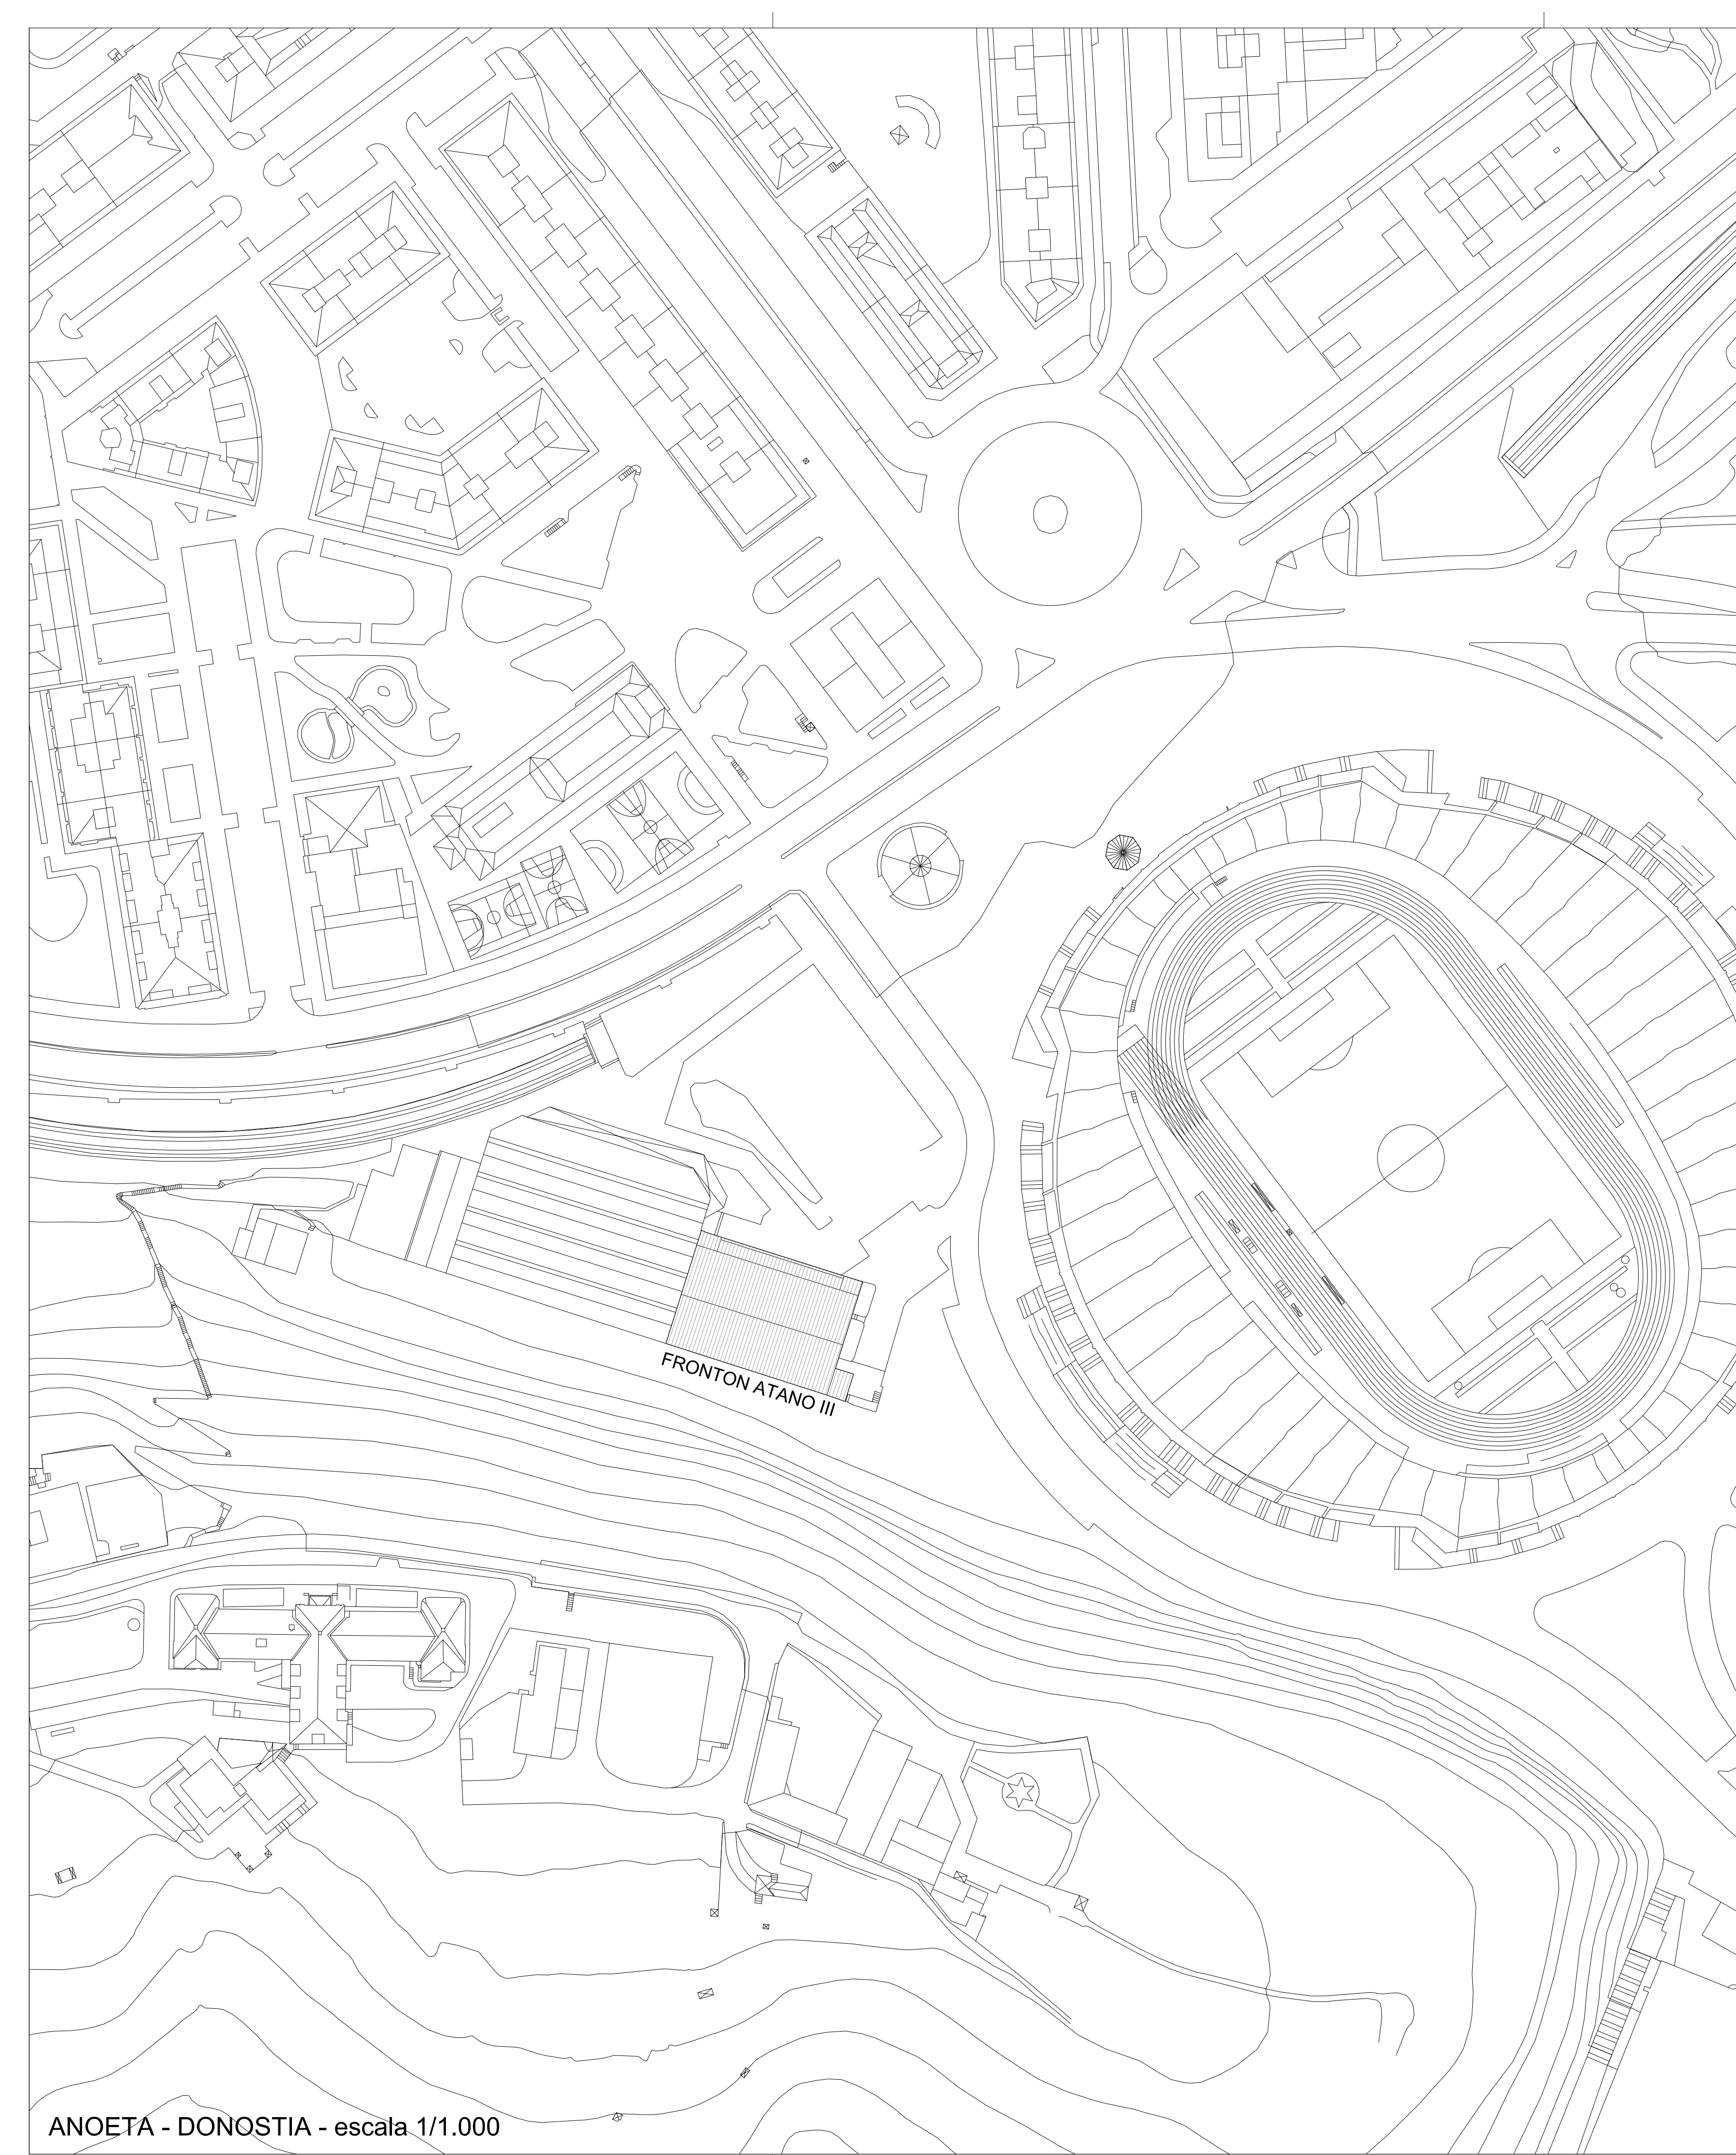 FRONTON ATANO III
ANOETA - DONOSTIA - escala 1/1.000